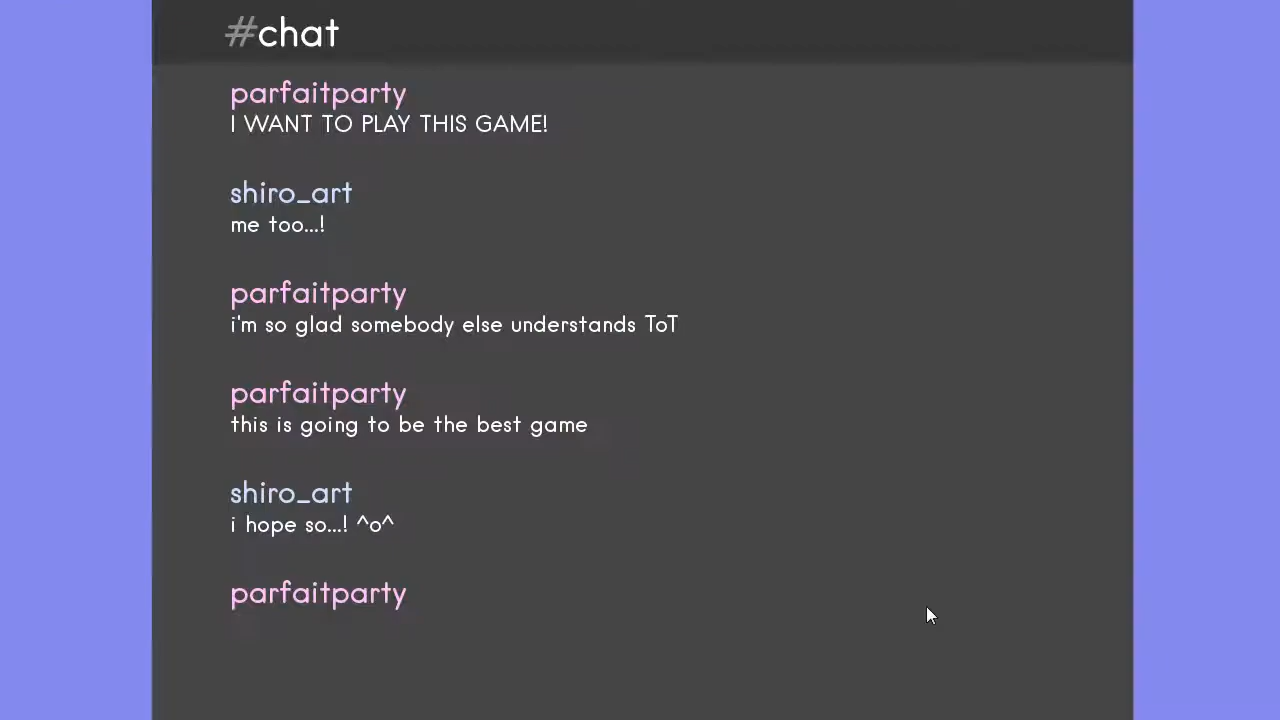 #chat
parfaitparty
I WANT TO PLAY THIS GAME!
shiro_art
me too...!
parfaitparty
i'm so glad somebody else understands ToT
parfaitparty
this is going to be the best game
shiro_art
i hope so...! ^o^
parfaitparty